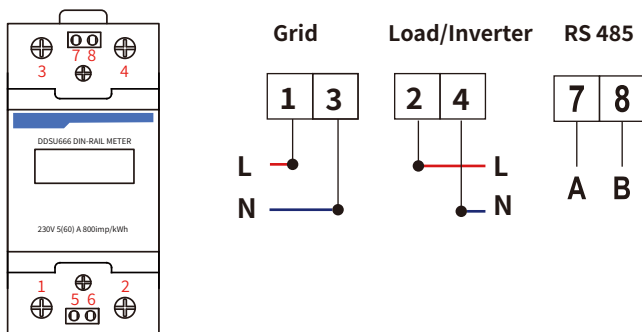 Grid
Load/Inverter
RS 485
7 8
3 4
1 3
2 4
7 8
DDSU666 DIN-RAIL METER
L
L
A B
N
N
230V 5(60) A 800imp/kWh
1 2
5 6